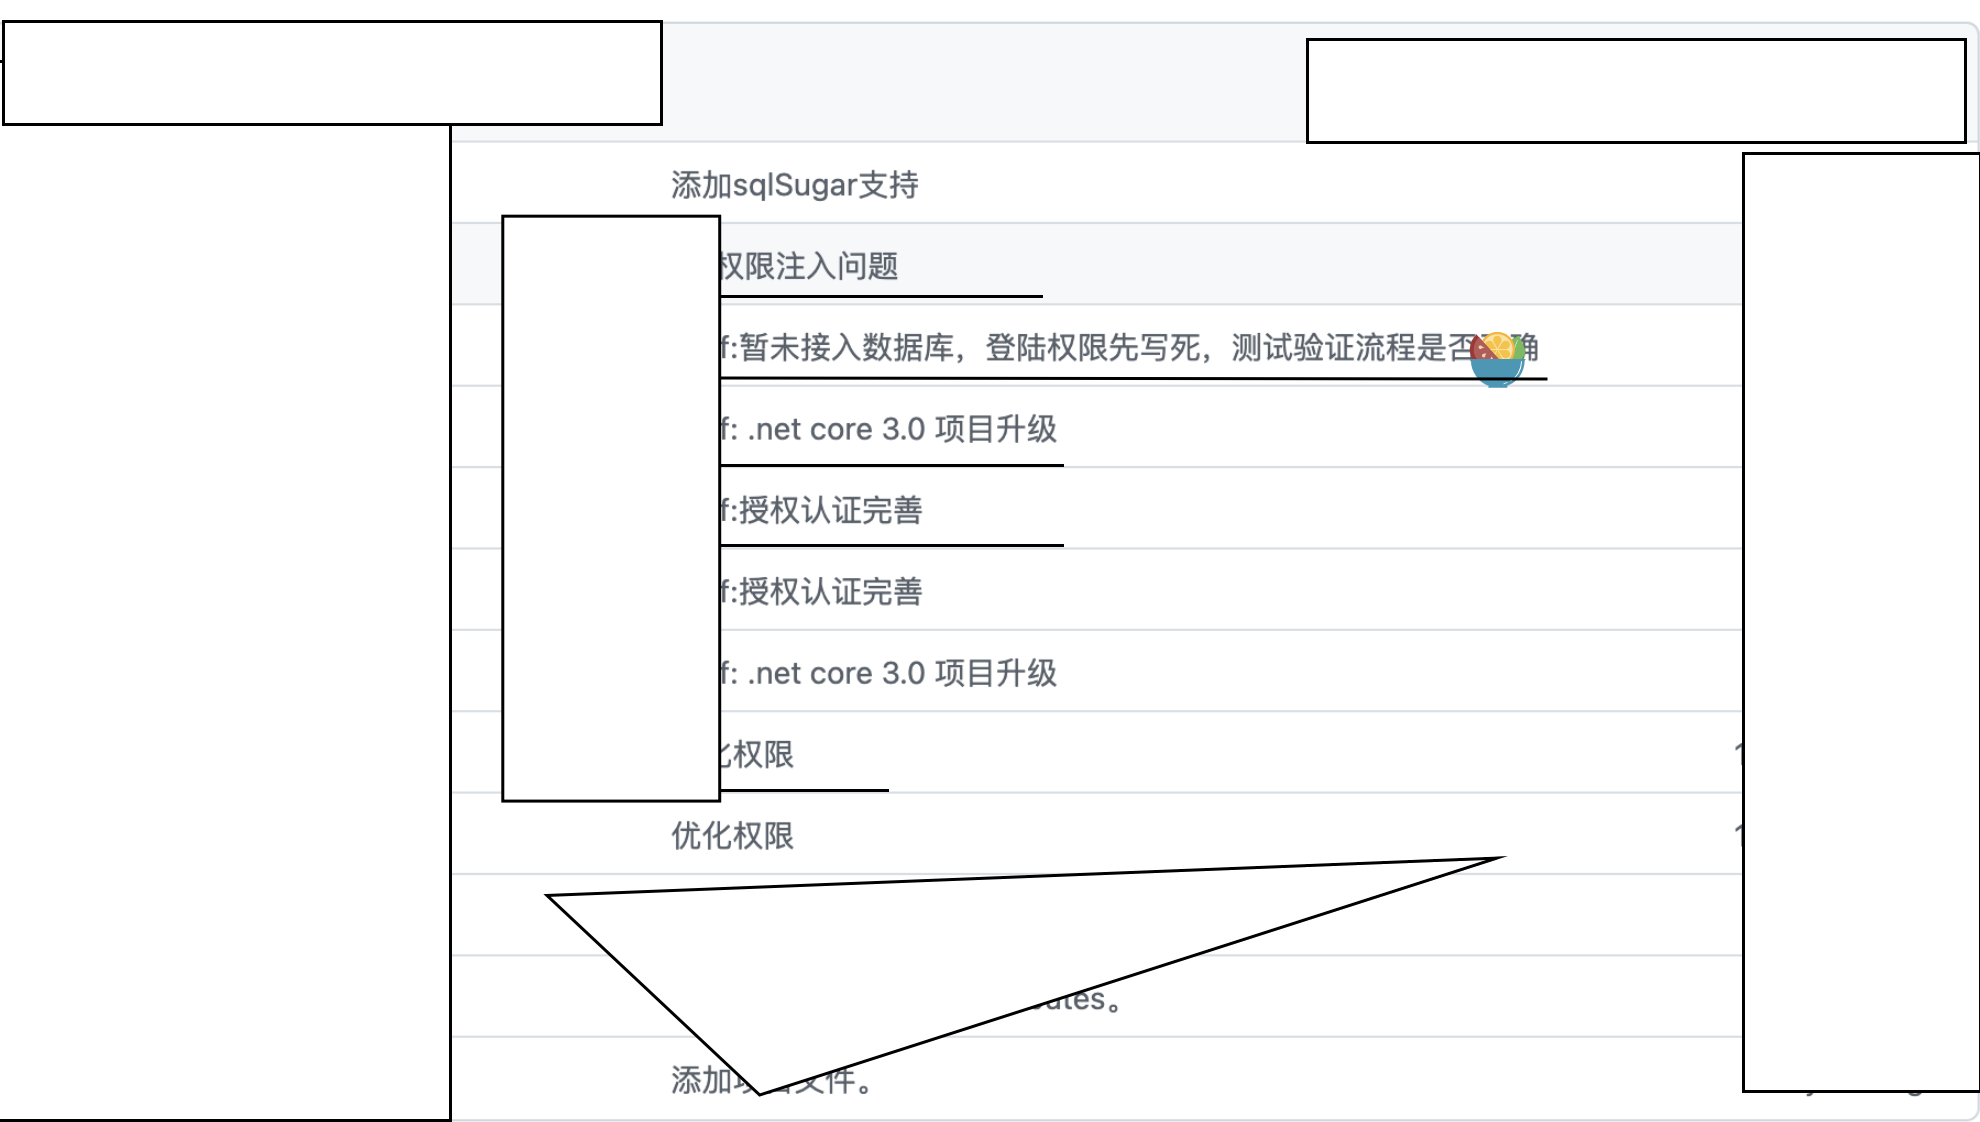 添加sqlSugar支持
权限注入问题
f:暂未接入数据库，登陆权限先写死，测试验证流程是否 确
f: .net core 3.0 项目升级
f:授权认证完善
f:授权认证完善
f: .net core 3.0 项目升级
权限
优化权限
添加 文件。